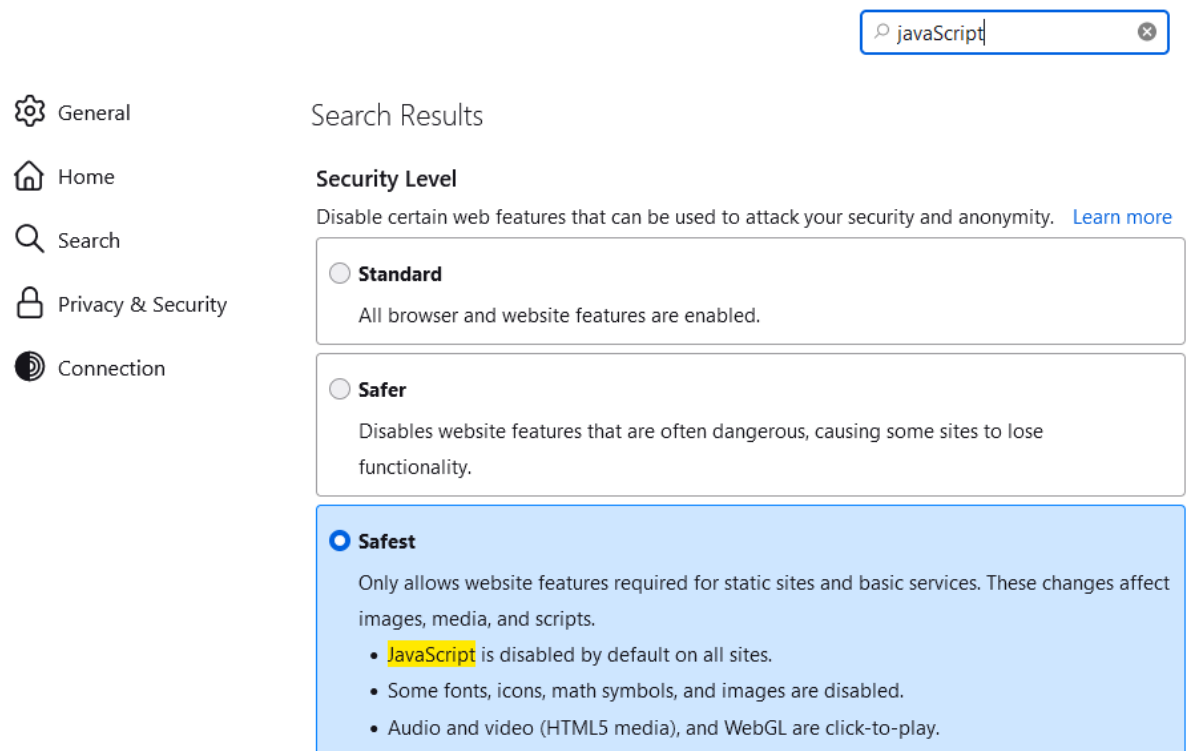 javaScript
General
Home
Search
Privacy & Security
Connection
Search Results
Security Level
Disable certain web features that can be used to attack your security and anonymity. Learn more
Standard
All browser and website features are enabled.
Safer
Disables website features that are often dangerous, causing some sites to lose
functionality.
Safest
Only allows website features required for static sites and basic services. These changes affect
images, media, and scripts.
• JavaScript is disabled by default on all sites.
• Some fonts, icons, math symbols, and images are disabled.
• Audio and video (HTML5 media), and WebGL are click-to-play.